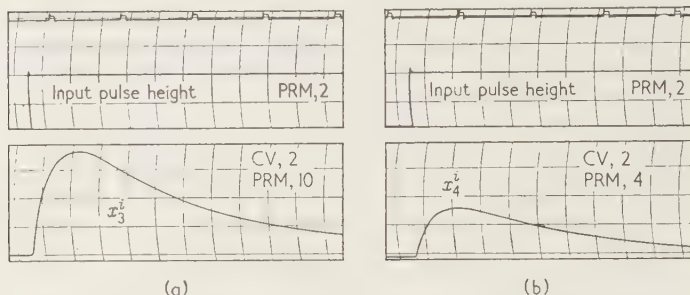 Input pulse height PRM, 2
CV, 2
PRM, 10
x_3^i
(a)
Input pulse height PRM, 2
CV, 2
PRM, 4
x_4^i
(b)